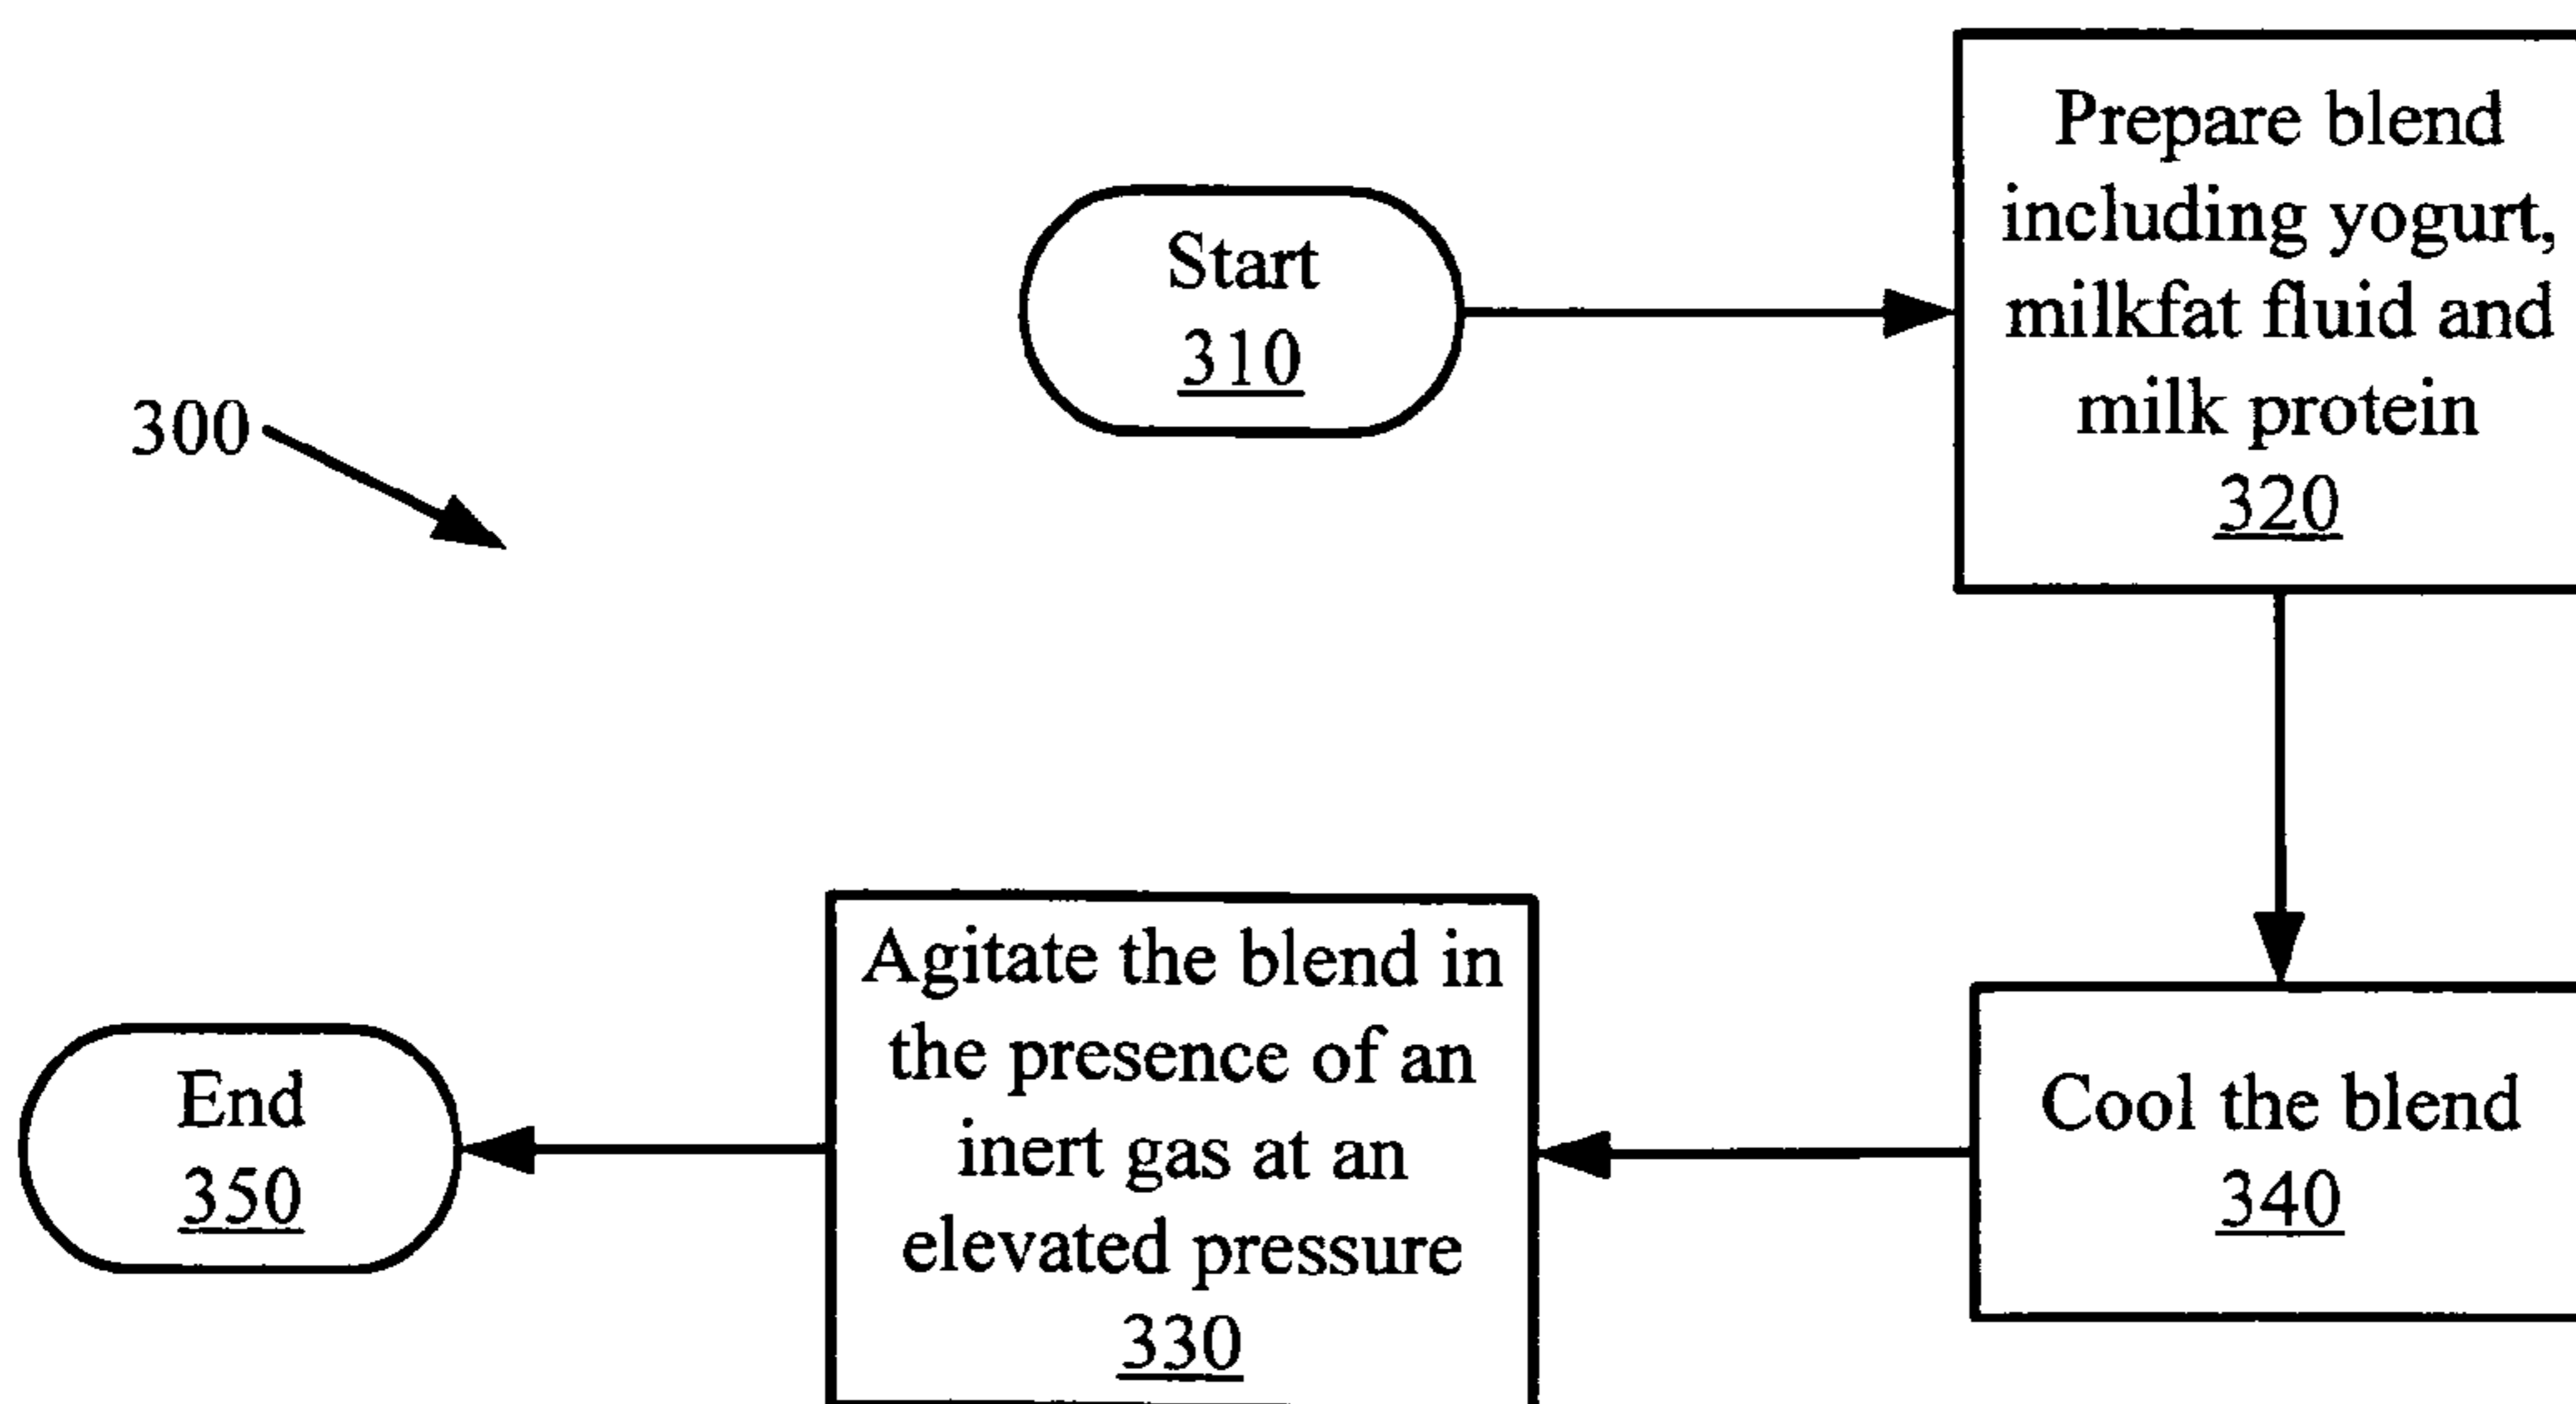 Start
310
Prepare blend
including yogurt,
milkfat fluid and
milk protein
320
300
Cool the blend
340
Agitate the blend in
the presence of an
inert gas at an
elevated pressure
330
End
350